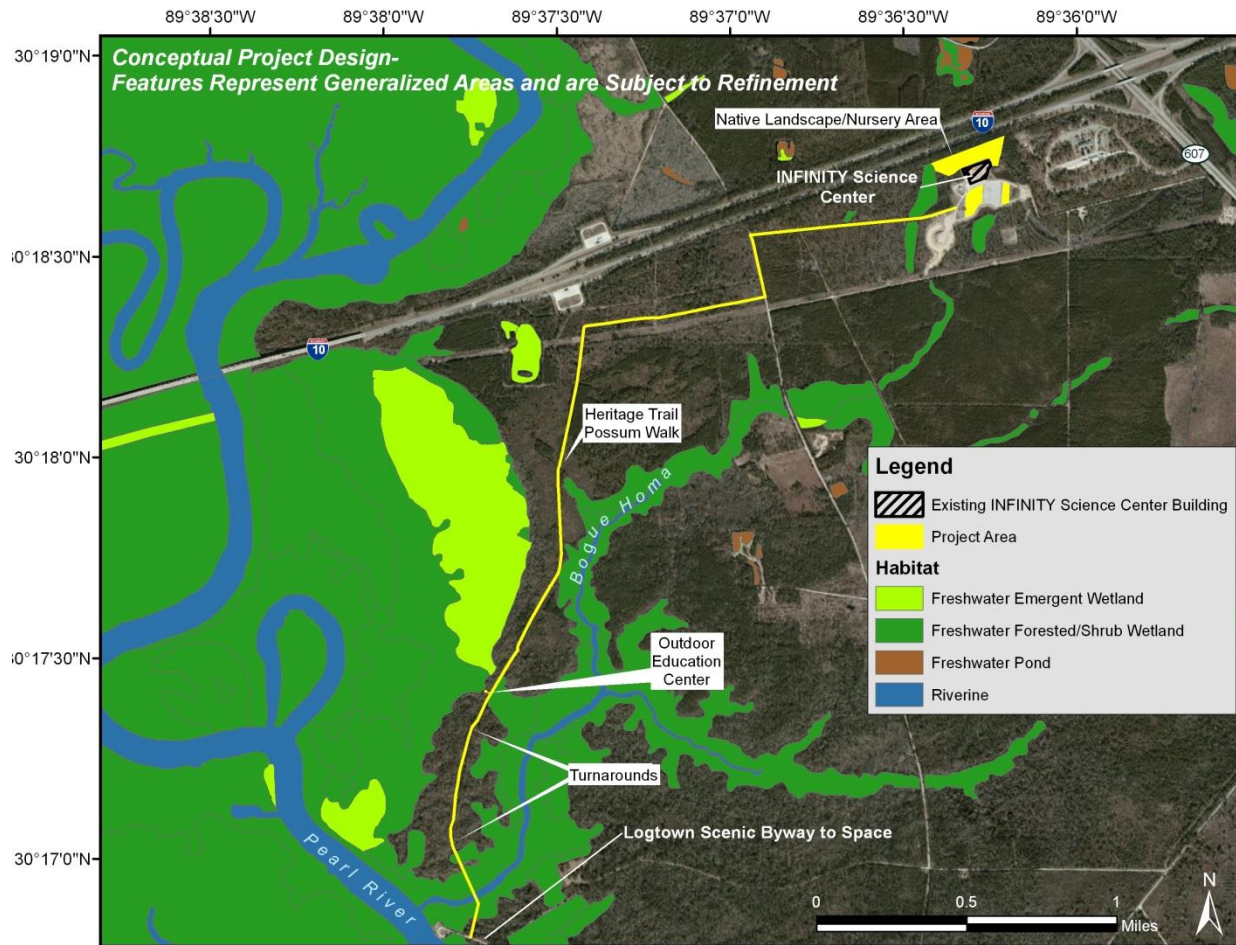 89°38'30"W
89°38'0"W
89°37'30"W
89°37'0"W
89°36'30"W
89°36'0"W
30°19'0"N
30°18'30"N
30°18'0"N
30°17'30"N
30°17'0"N
Conceptual Project Design-
Features Represent Generalized Areas and are Subject to Refinement
Native Landscape/Nursery Area
10
607
INFINITY Science
Center
10
Heritage Trail
Possum Walk
Bogue Homa
Outdoor
Education
Center
Turnarounds
Logtown Scenic Byway to Space
Pearl River
Legend
Existing INFINITY Science Center Building
Project Area
Habitat
Freshwater Emergent Wetland
Freshwater Forested/Shrub Wetland
Freshwater Pond
Riverine
0 0.5 1
Miles
N